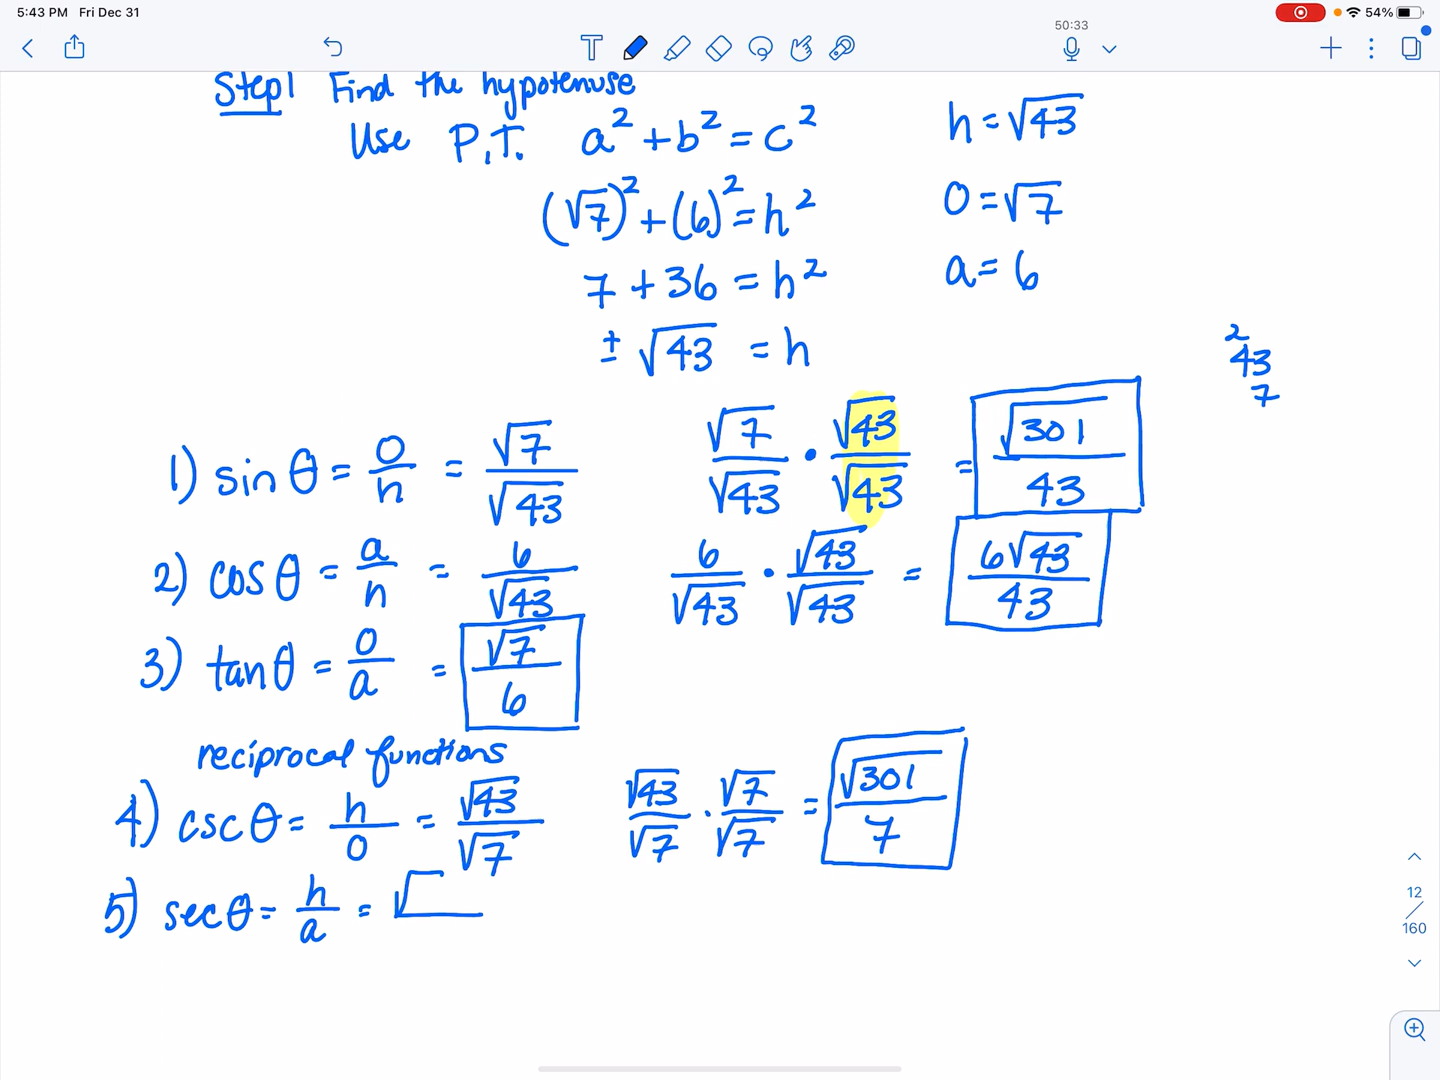 5:43 PM Fri Dec 31
54%
50:33
Step1 Find the hypotenuse
Use P.T. a² + b² = c²
h = √43
(√7)² + (6)² = h²
o = √7
7 + 36 = h²
a = 6
± √43 = h
2
43
7
1) sin θ = o/h = √7/√43 √7/√43 • √43/√43 = √301/43
2) cos θ = a/h = 6/√43 6/√43 • √43/√43 = 6√43/43
3) tan θ = o/a = √7/6
reciprocal functions
4) csc θ = h/o = √43/√7 √43/√7 · √7/√7 = √301/7
5) sec θ = h/a = √
12
/
160